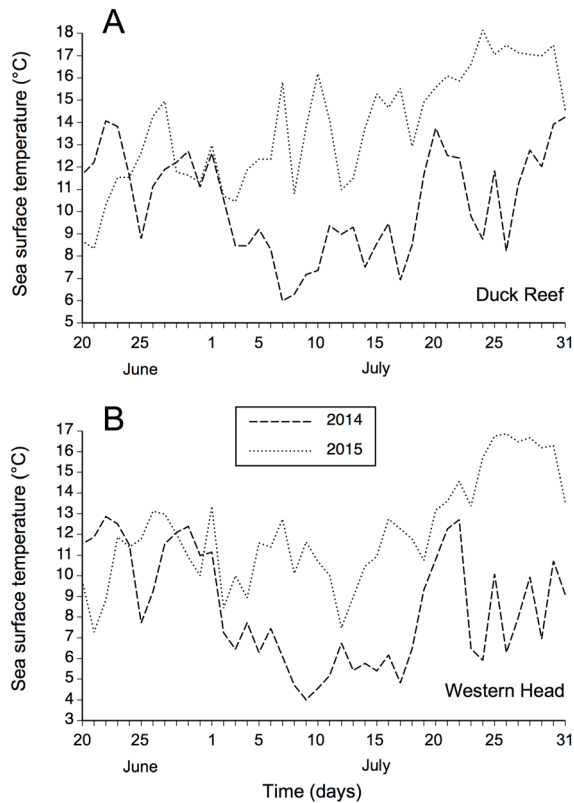 A
Sea surface temperature (°C)
18
17
16
15
14
13
12
11
10
9
8
7
6
5
Duck Reef
20 25 1 5 10 15 20 25 31
June July
B
Sea surface temperature (°C)
2014
2015
17
16
15
14
13
12
11
10
9
8
7
6
5
4
3
Western Head
20 25 1 5 10 15 20 25 31
June July
Time (days)